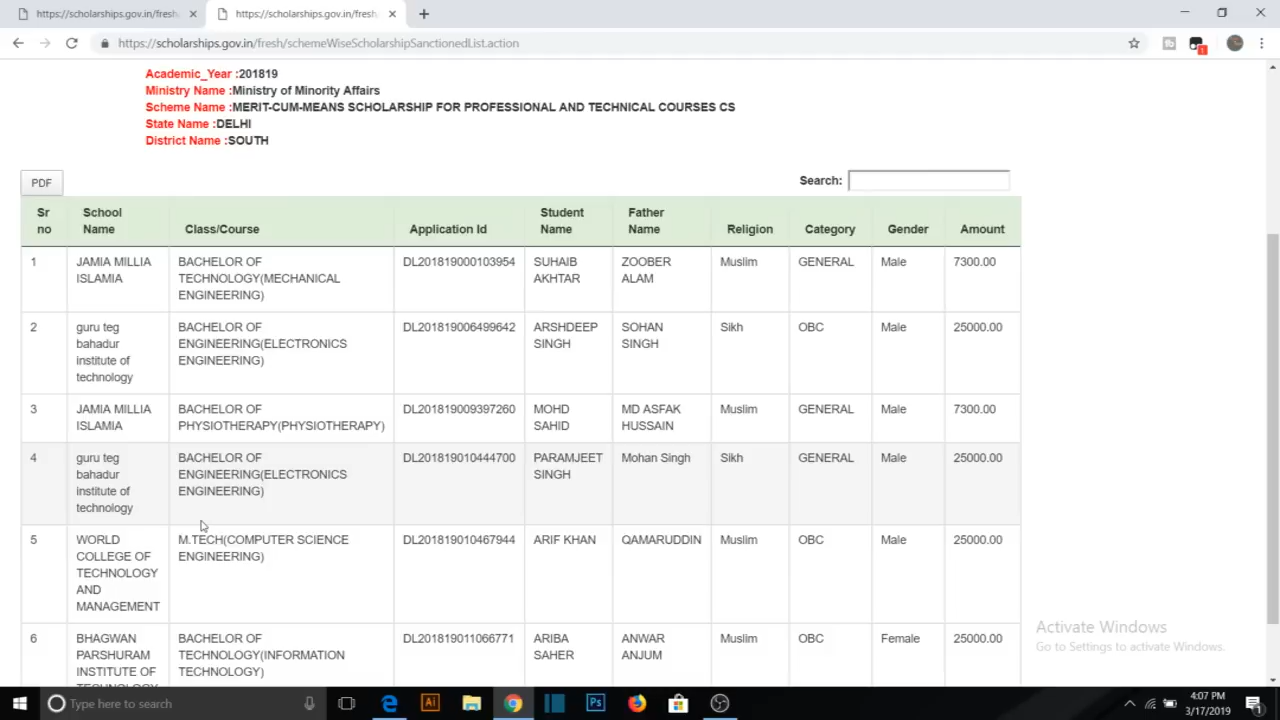 https://scholarships.gov.in/fresh
https://scholarships.gov.in/fresh
https://scholarships.gov.in/fresh/schemeWiseScholarshipSanctionedList.action
Academic_Year :201819
Ministry Name :Ministry of Minority Affairs
Scheme Name :MERIT-CUM-MEANS SCHOLARSHIP FOR PROFESSIONAL AND TECHNICAL COURSES CS
State Name :DELHI
District Name :SOUTH
PDF
Search:
Sr no School Name Class/Course Application Id Student Name Father Name Religion Category Gender Amount
1 JAMIA MILLIA ISLAMIA BACHELOR OF TECHNOLOGY(MECHANICAL ENGINEERING) DL201819000103954 SUHAIB AKHTAR ZOOBER ALAM Muslim GENERAL Male 7300.00
2 guru teg bahadur institute of technology BACHELOR OF ENGINEERING(ELECTRONICS ENGINEERING) DL201819006499642 ARSHDEEP SINGH SOHAN SINGH Sikh OBC Male 25000.00
3 JAMIA MILLIA ISLAMIA BACHELOR OF PHYSIOTHERAPY(PHYSIOTHERAPY) DL201819009397260 MOHD SAHID MD ASFAK HUSSAIN Muslim GENERAL Male 7300.00
4 guru teg bahadur institute of technology BACHELOR OF ENGINEERING(ELECTRONICS ENGINEERING) DL201819010444700 PARAMJEET SINGH Mohan Singh Sikh GENERAL Male 25000.00
5 WORLD COLLEGE OF TECHNOLOGY AND MANAGEMENT M.TECH(COMPUTER SCIENCE ENGINEERING) DL201819010467944 ARIF KHAN QAMARUDDIN Muslim OBC Male 25000.00
6 BHAGWAN PARSHURAM INSTITUTE OF TECHNOLOGY BACHELOR OF TECHNOLOGY(INFORMATION TECHNOLOGY) DL201819011066771 ARIBA SAHER ANWAR ANJUM Muslim OBC Female 25000.00
Activate Windows
Go to Settings to activate Windows.
Type here to search
Ai
Ps
4:07 PM
3/17/2019
1